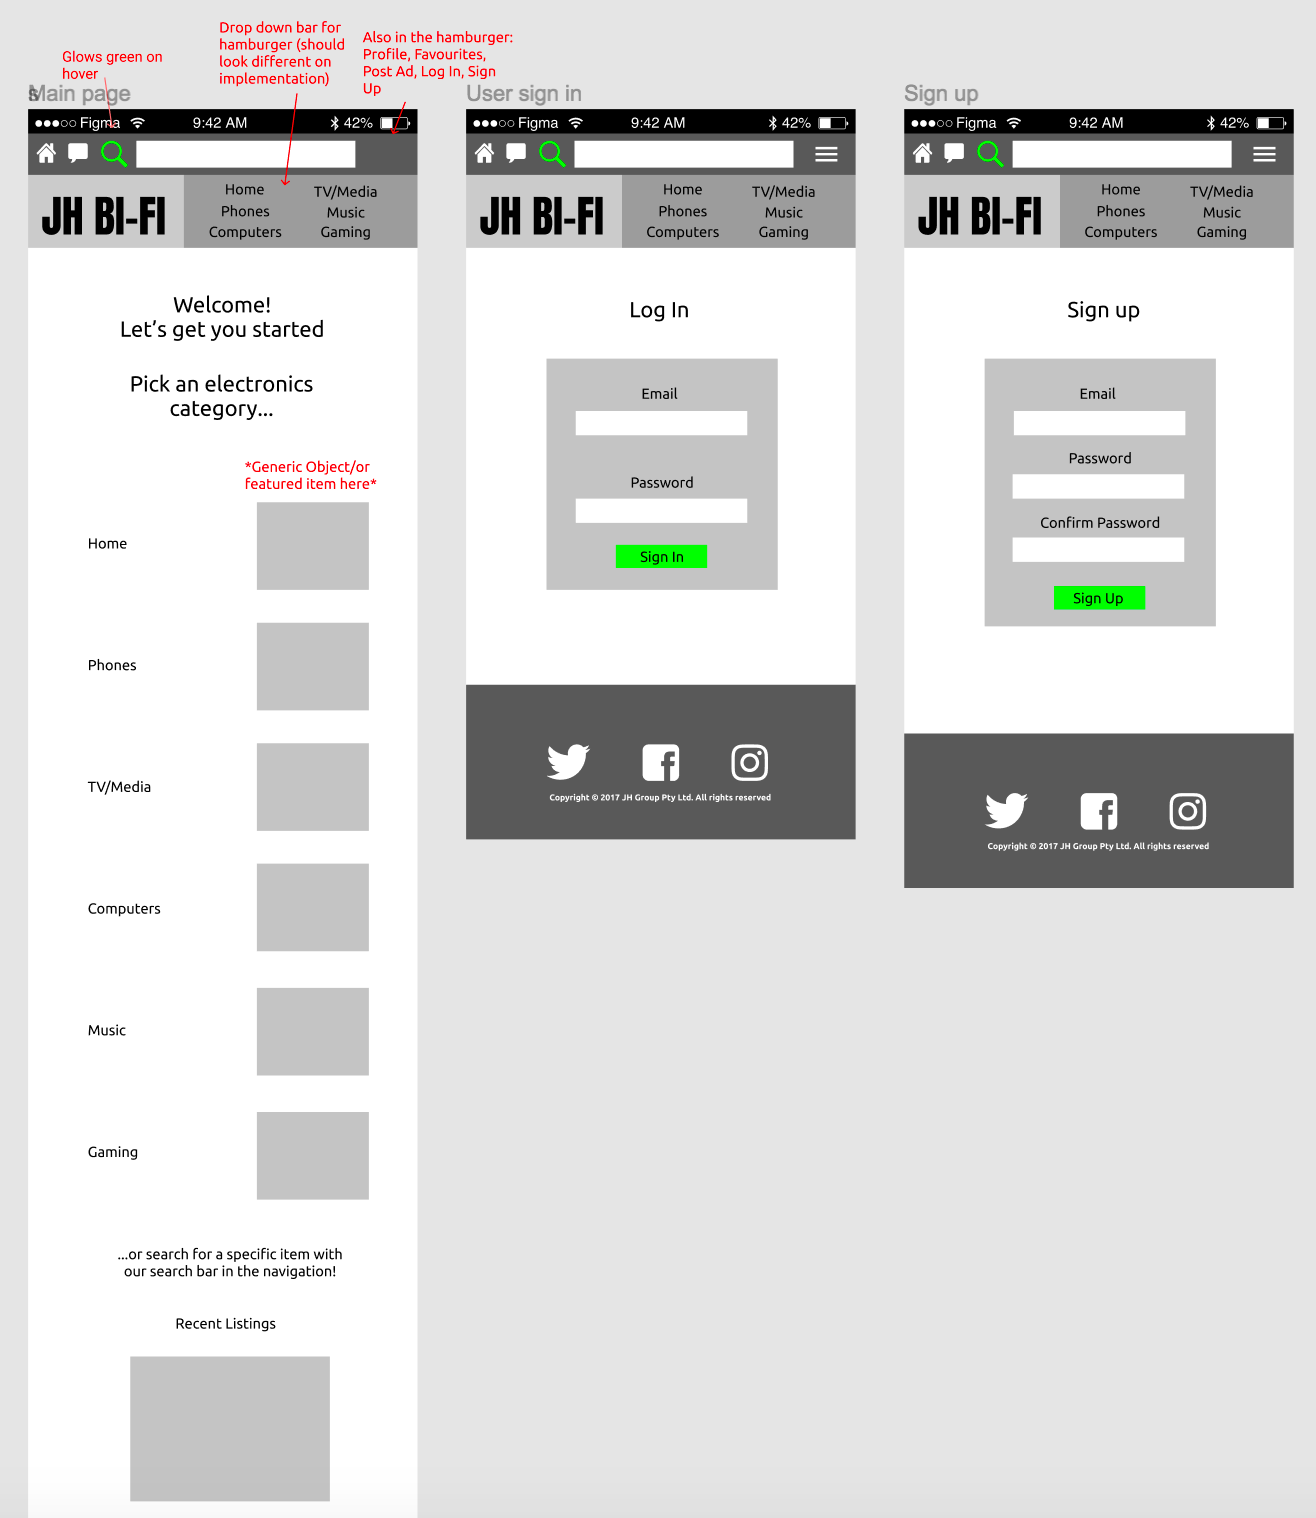 Glows green on
hover
Drop down bar for
hamburger (should
look different on
implementation)
Also in the hamburger:
Profile, Favourites,
Post Ad, Log In, Sign
Up
s
Main page
Figma
9:42 AM
42%
JH BI-FI
Home
Phones
Computers
TV/Media
Music
Gaming
Welcome!
Let’s get you started
Pick an electronics
category...
*Generic Object/or
featured item here*
Home
Phones
TV/Media
Computers
Music
Gaming
...or search for a specific item with
our search bar in the navigation!
Recent Listings
User sign in
Figma
9:42 AM
42%
JH BI-FI
Home
Phones
Computers
TV/Media
Music
Gaming
Log In
Email
Password
Sign In
Copyright © 2017 JH Group Pty Ltd. All rights reserved
Sign up
Figma
9:42 AM
42%
JH BI-FI
Home
Phones
Computers
TV/Media
Music
Gaming
Sign up
Email
Password
Confirm Password
Sign Up
Copyright © 2017 JH Group Pty Ltd. All rights reserved